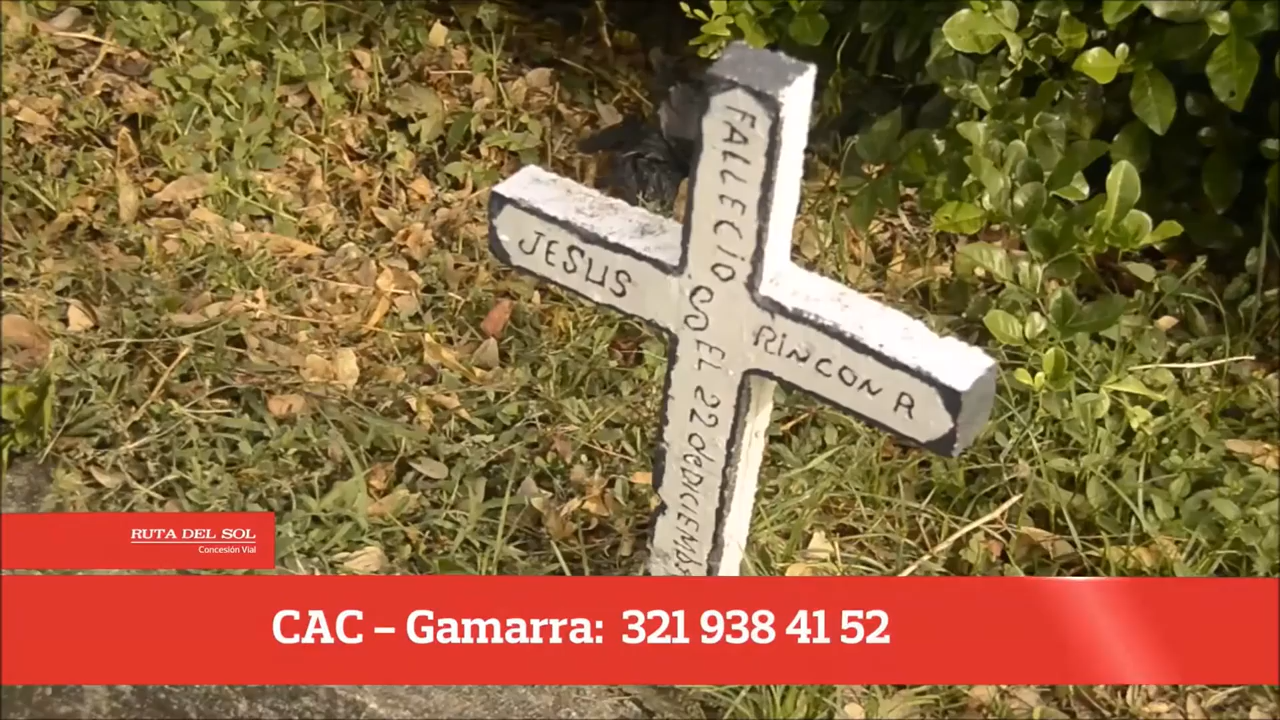 FALLECIO
EL 22 de DICIEMB
JESUS RINCON R
RUTA DEL SOL
Concesión Vial
CAC – Gamarra: 321 938 41 52